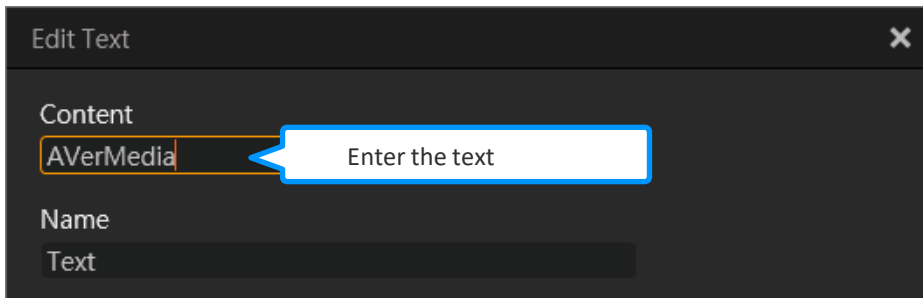 Edit Text
Content
AVerMedia
Enter the text
Name
Text